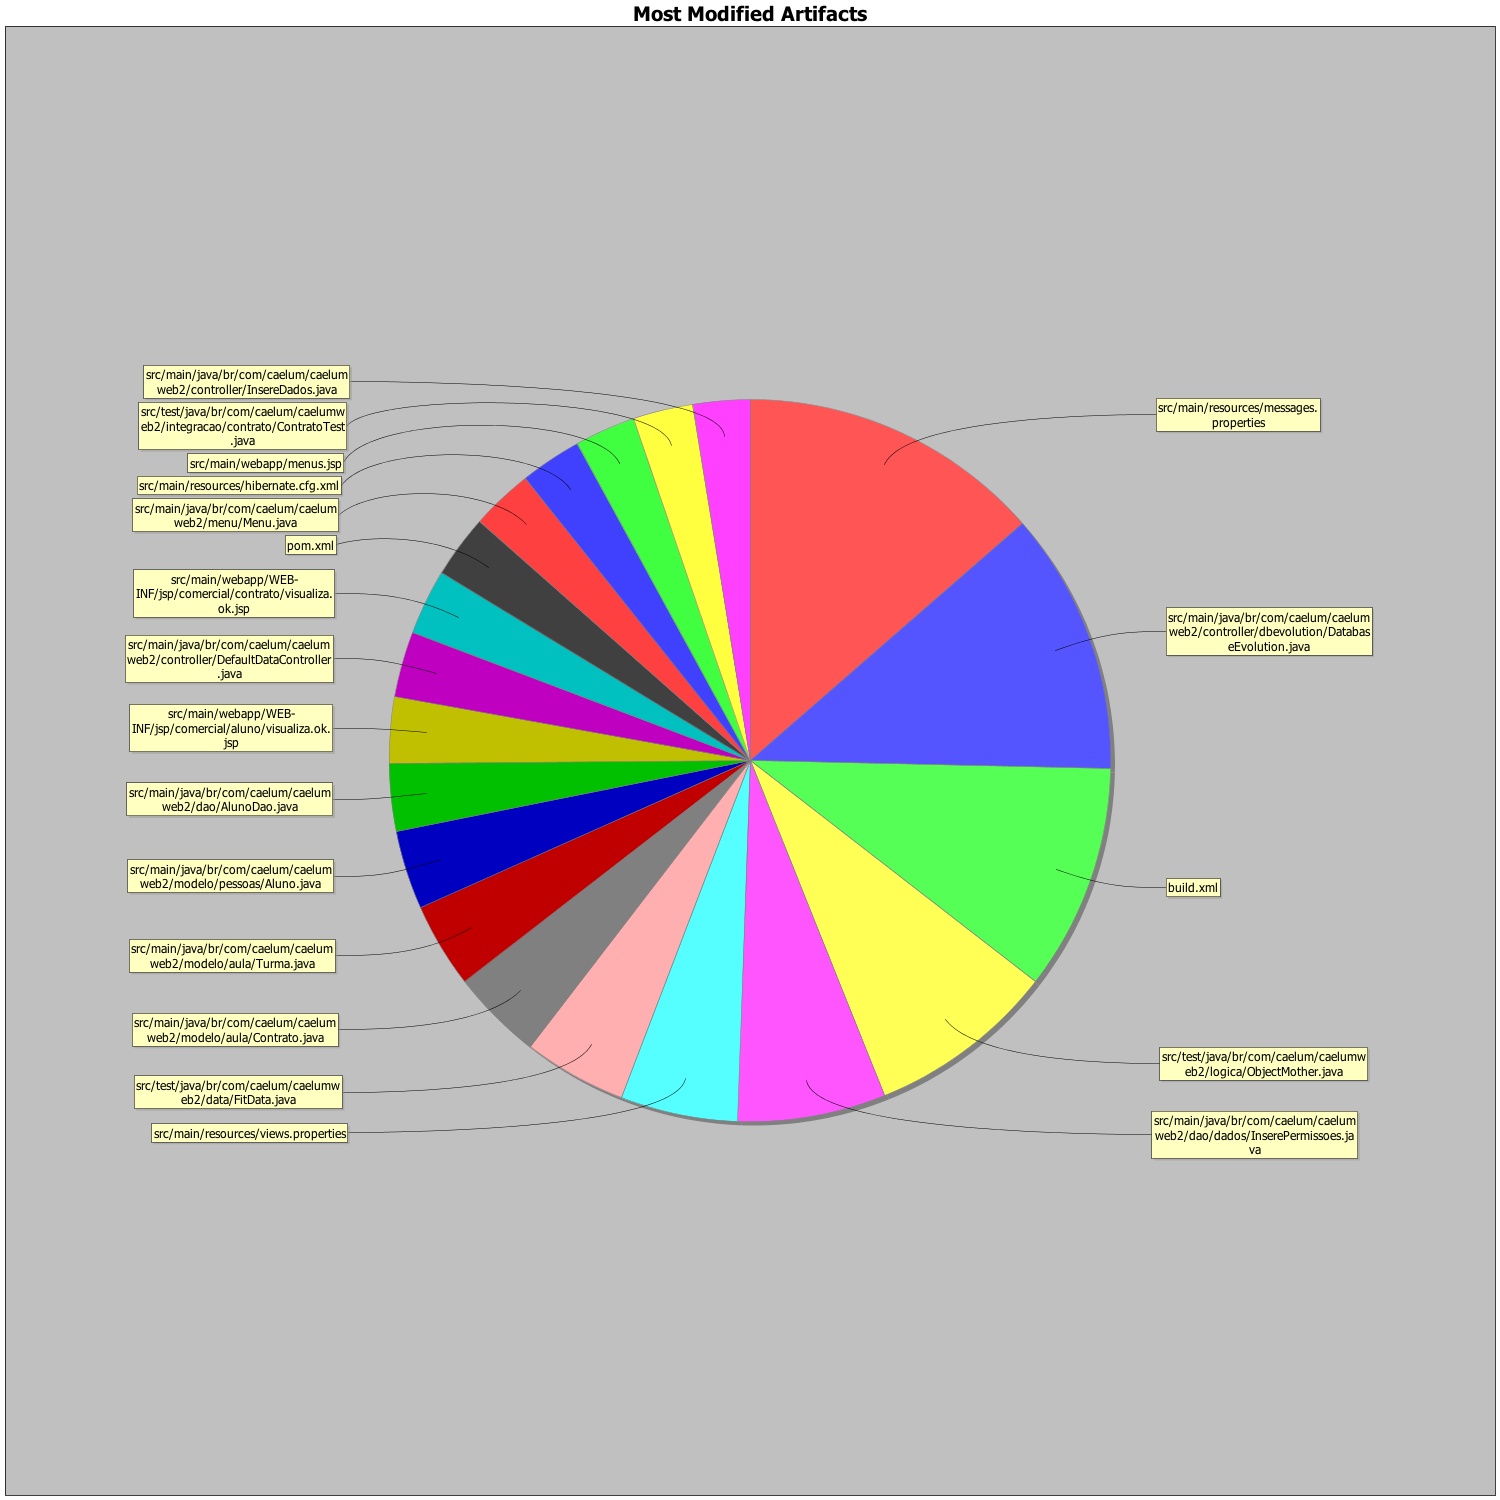 Most Modified Artifacts
src/main/java/br/com/caelum/caelum
web2/controller/InsereDados.java
src/test/java/br/com/caelum/caelumw
eb2/integracao/contrato/ContratoTest
.java
src/main/webapp/menus.jsp
src/main/resources/hibernate.cfg.xml
src/main/java/br/com/caelum/caelum
web2/menu/Menu.java
pom.xml
src/main/webapp/WEB-
INF/jsp/comercial/contrato/visualiza.
ok.jsp
src/main/java/br/com/caelum/caelum
web2/controller/DefaultDataController
.java
src/main/webapp/WEB-
INF/jsp/comercial/aluno/visualiza.ok.
jsp
src/main/java/br/com/caelum/caelum
web2/dao/AlunoDao.java
src/main/java/br/com/caelum/caelum
web2/modelo/pessoas/Aluno.java
src/main/java/br/com/caelum/caelum
web2/modelo/aula/Turma.java
src/main/java/br/com/caelum/caelum
web2/modelo/aula/Contrato.java
src/test/java/br/com/caelum/caelumw
eb2/data/FitData.java
src/main/resources/views.properties
src/main/resources/messages.
properties
src/main/java/br/com/caelum/caelum
web2/controller/dbevolution/Databas
eEvolution.java
build.xml
src/test/java/br/com/caelum/caelumw
eb2/logica/ObjectMother.java
src/main/java/br/com/caelum/caelum
web2/dao/dados/InserePermissoes.ja
va